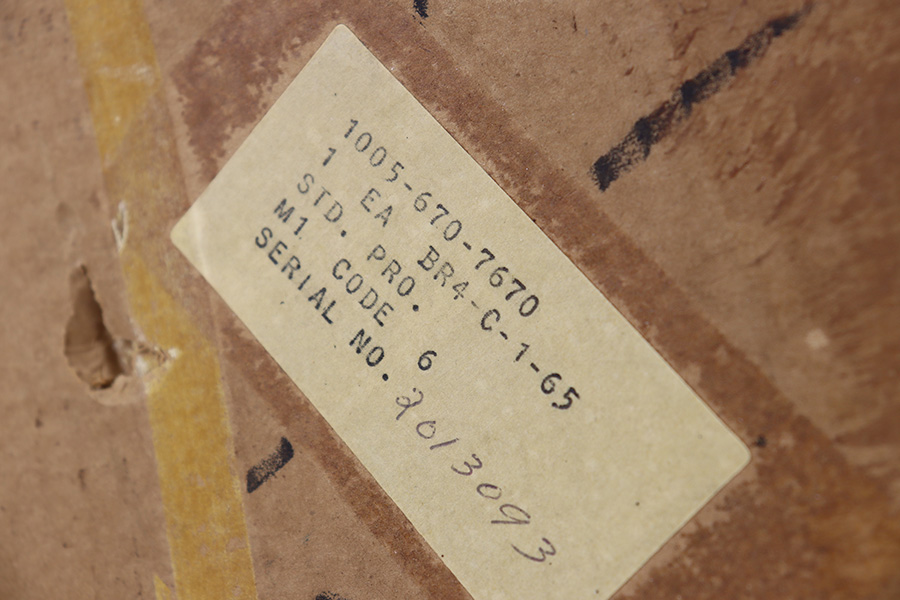 1005-670-7670
1 EA BR4-C-1-65
STD. PRO.
M1 CODE 6
SERIAL NO. 2013093